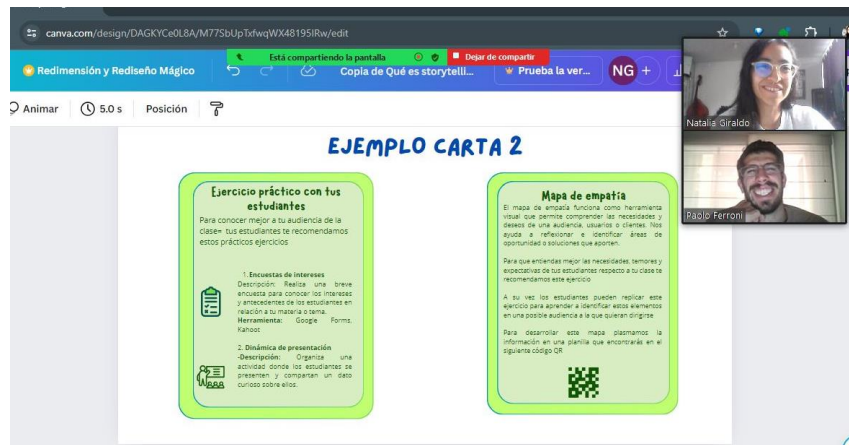 canva.com/design/DAGKYCe0L8A/M77SbUpTxfwqWX48195IRw/edit
Está compartiendo la pantalla
Dejar de compartir
Redimensión y Rediseño Mágico
Copia de Qué es storytelli...
Prueba la ver...
NG
+
Animar
5.0 s
Posición
Natalia Giraldo
Paolo Ferroni
EJEMPLO CARTA 2
Ejercicio práctico con tus
estudiantes
Para conocer mejor a tu audiencia de la
clase= tus estudiantes te recomendamos
estos prácticos ejercicios
1. Encuestas de intereses
Descripción: Realiza una breve
encuesta para conocer los intereses
y antecedentes de los estudiantes en
relación a tu materia o tema.
Herramienta: Google Forms,
Kahoot
2. Dinámica de presentación
-Descripción: Organiza una
actividad donde los estudiantes se
presenten y compartan un dato
curioso sobre ellos.
Mapa de empatía
El mapa de empatía funciona como herramienta
visual que permite comprender las necesidades y
deseos de una audiencia, usuarios o clientes. Nos
ayuda a reflexionar e identificar áreas de
oportunidad o soluciones que aporten.
Para que entiendas mejor las necesidades, temores y
expectativas de tus estudiantes respecto a tu clase te
recomendamos este ejercicio
A su vez los estudiantes pueden replicar este
ejercicio para aprender a identificar estos elementos
en una posible audiencia a la que quieran dirigirse
Para desarrollar este mapa plasmamos la
información en una planilla que encontrarás en el
siguiente código QR